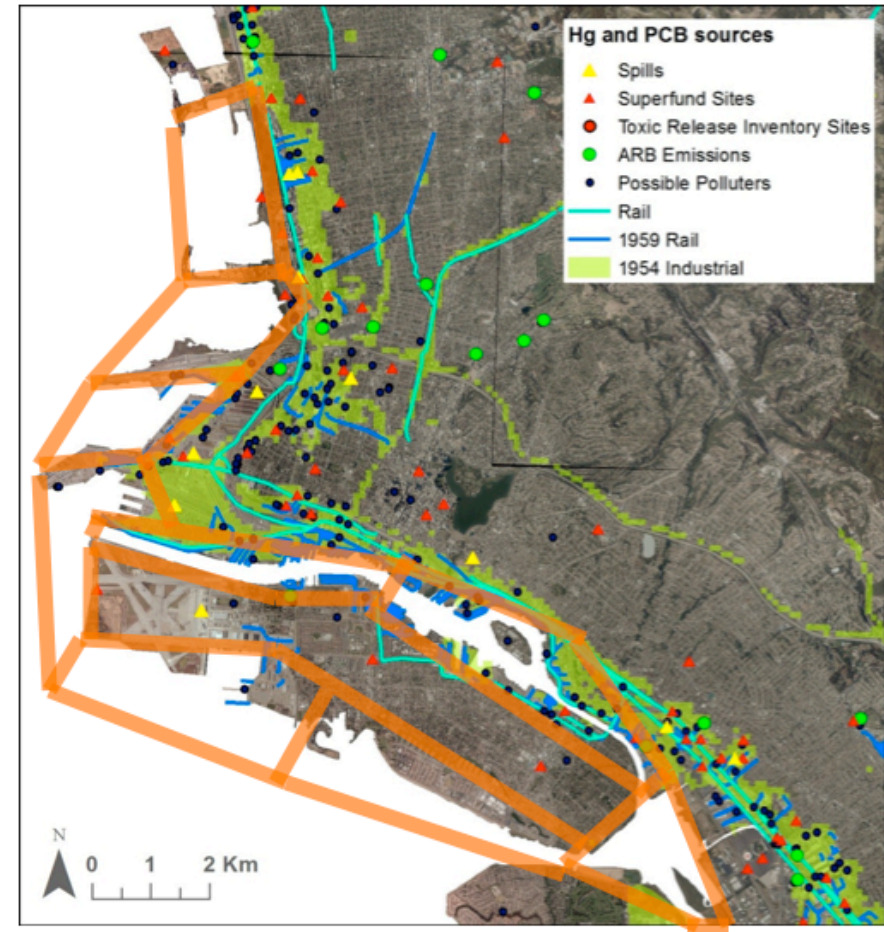 Hg and PCB sources
Spills
Superfund Sites
Toxic Release Inventory Sites
ARB Emissions
Possible Polluters
Rail
1959 Rail
1954 Industrial
N
0 1 2 Km